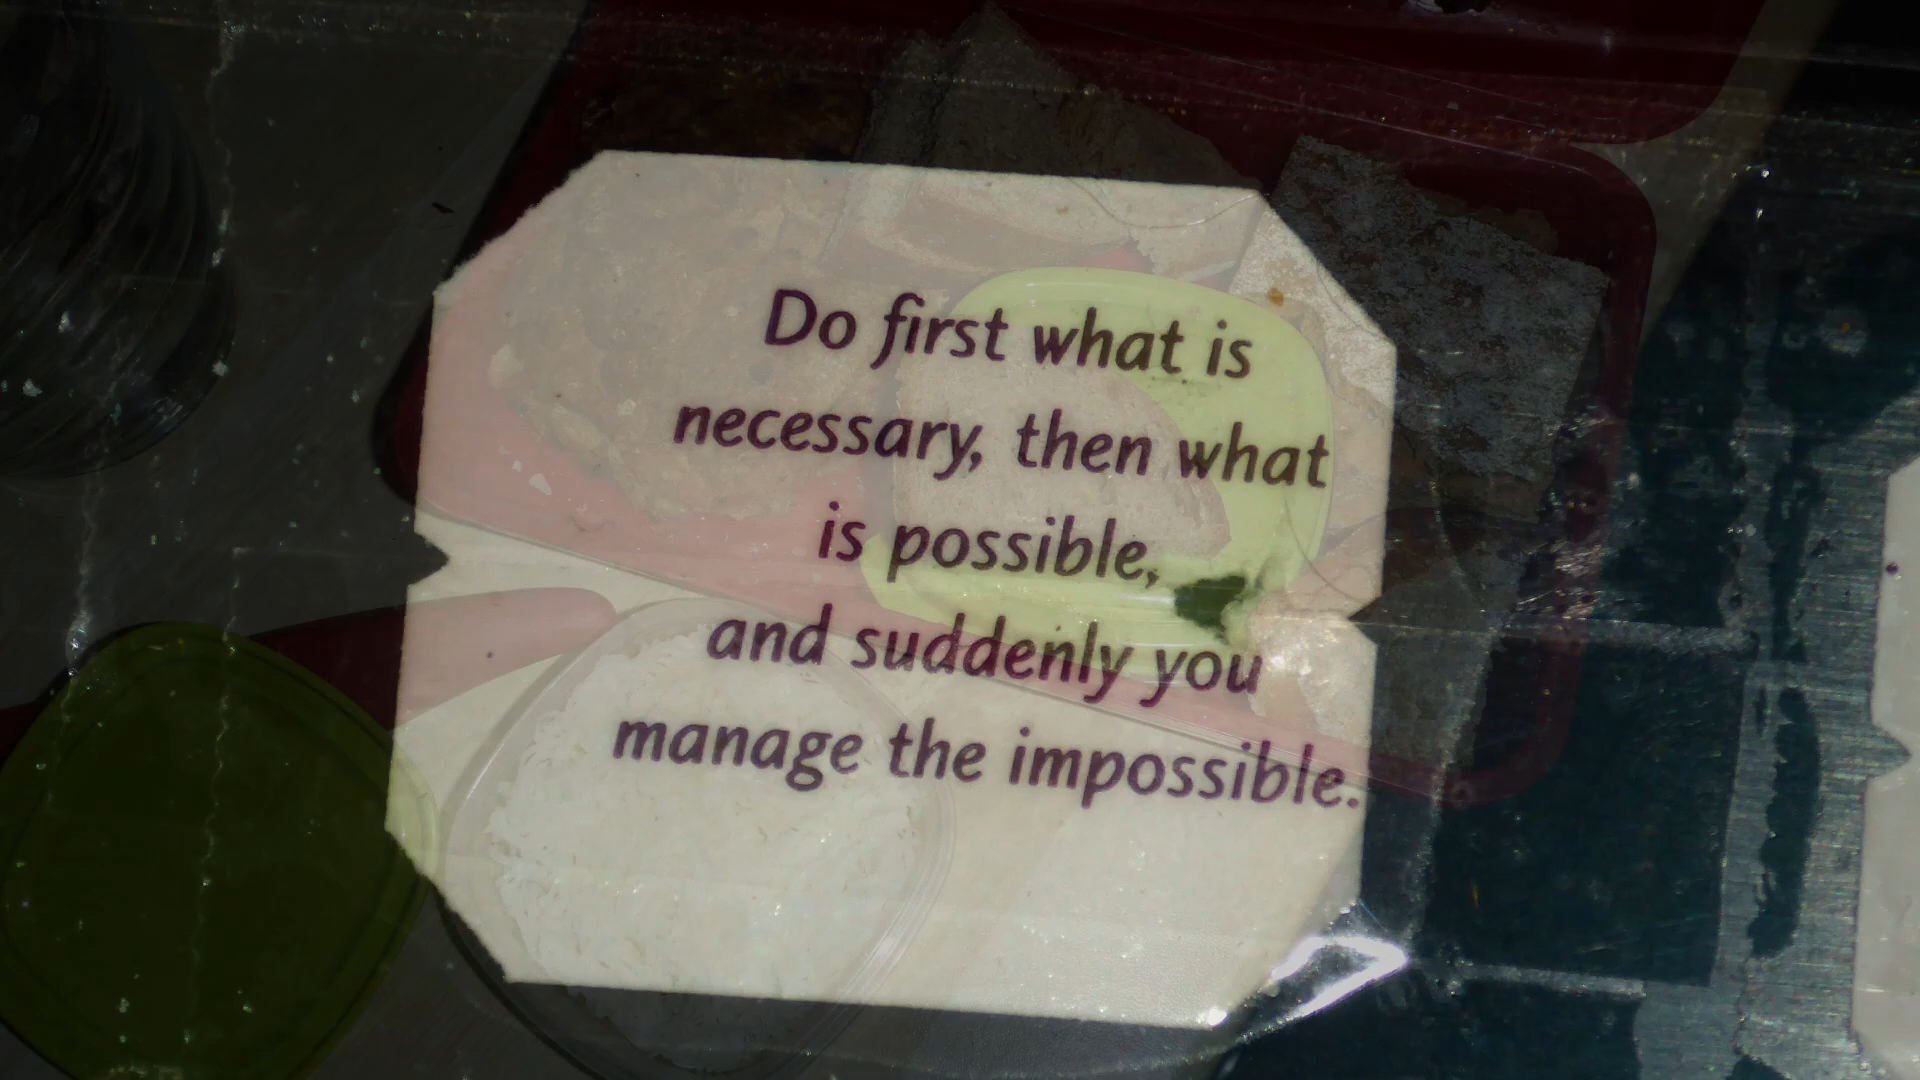 Do first what is
necessary, then what
is possible,
and suddenly you
manage the impossible.